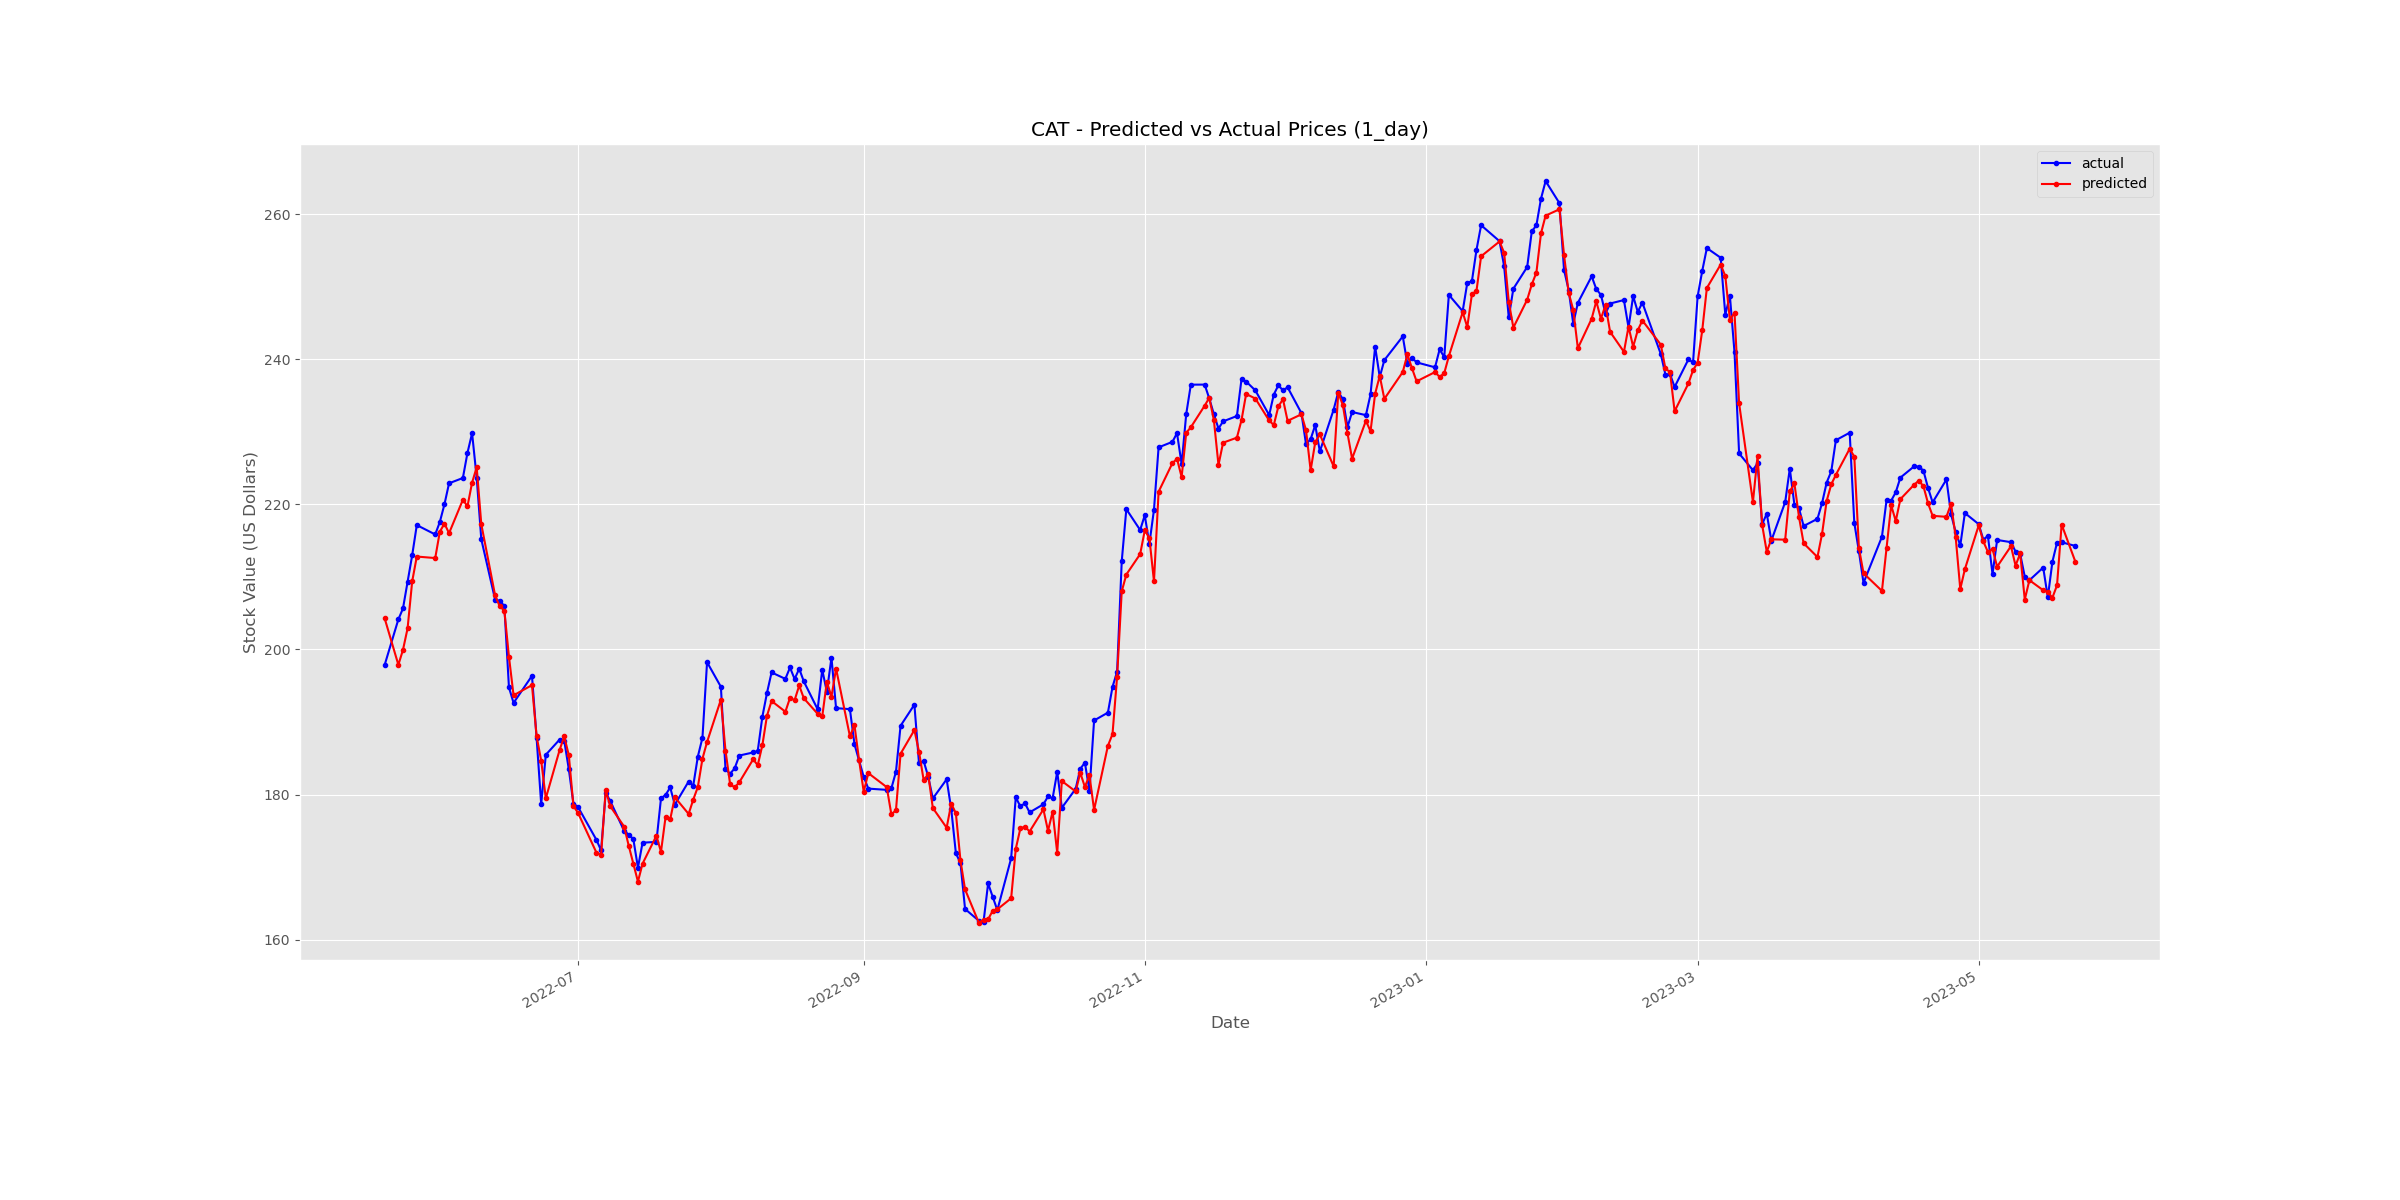 CAT - Predicted vs Actual Prices (1_day)
actual
predicted
260
240
220
200
180
160
Stock Value (US Dollars)
2022-07
2022-09
2022-11
2023-01
2023-03
2023-05
Date